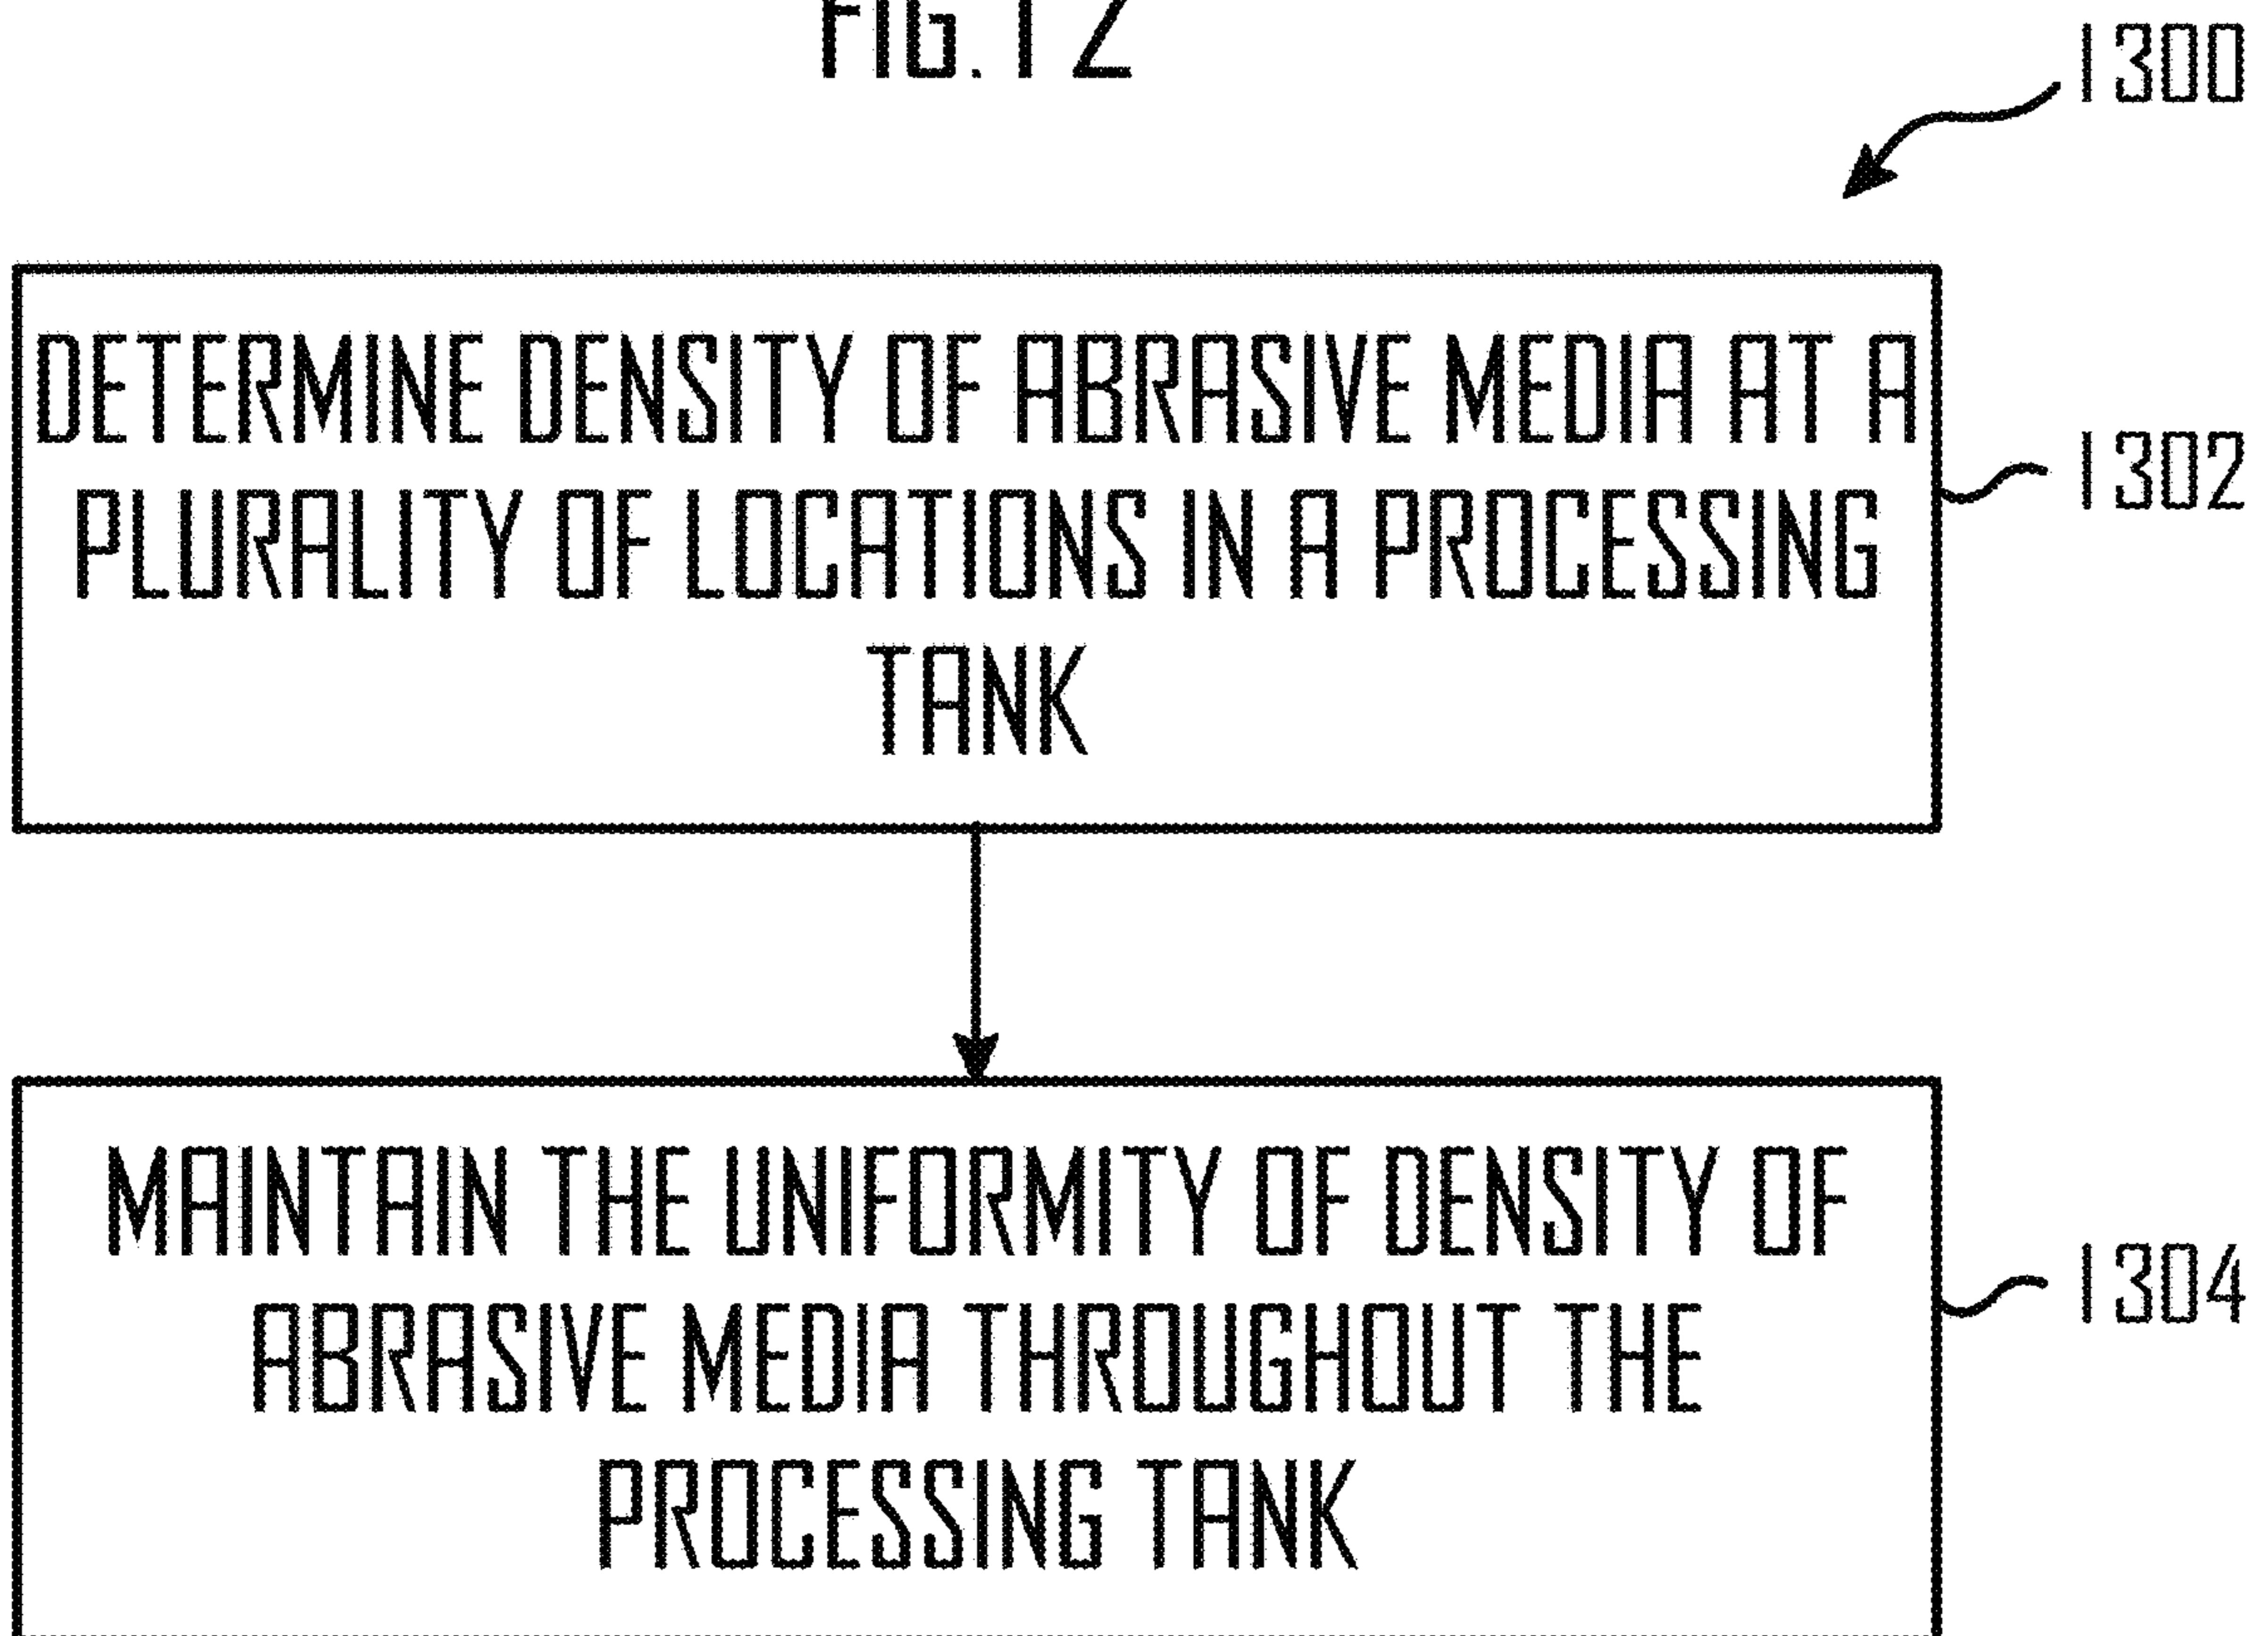 FIG. 12
1300
DETERMINE DENSITY OF ABRASIVE MEDIA AT A
PLURALITY OF LOCATIONS IN A PROCESSING
TANK
1302
MAINTAIN THE UNIFORMITY OF DENSITY OF
ABRASIVE MEDIA THROUGHOUT THE
PROCESSING TANK
1304